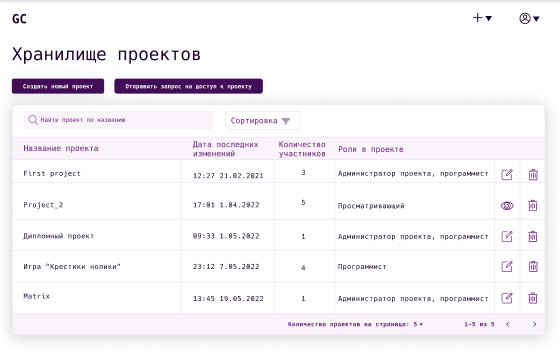 GC
Хранилище проектов
Создать новый проект
Отправить запрос на доступ к проекту
Найти проект по названию
Сортировка
Название проекта
Дата последних изменений
Количество участников
Роли в проекте
First project
12:27 21.02.2021
3
Администратор проекта, программист
Project_2
17:01 1.04.2022
5
Просматривающий
Дипломный проект
09:33 1.05.2022
1
Администратор проекта, программист
Игра “Крестики нолики”
23:12 7.05.2022
4
Программист
Matrix
13:45 19.05.2022
1
Администратор проекта, программист
Количество проектов на странице: 5
1-5 из 5